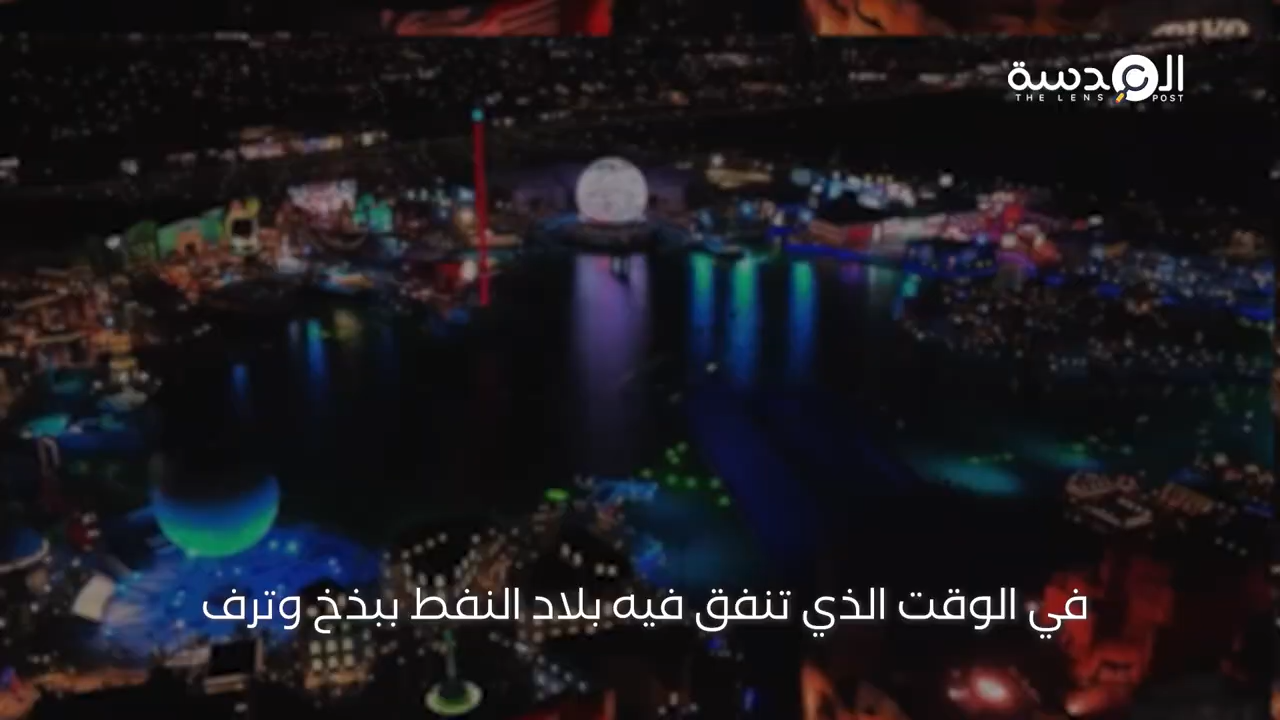 العدسة
THE LENS POST
في الوقت الذي تنفق فيه بلاد النفط ببذخ وترف